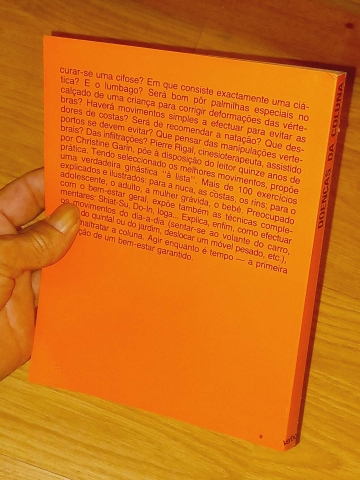 curar-se uma cifose? Em que consiste exactamente uma ciá-
tica? E o lumbago? Será bom pôr palmilhas especiais no
calçado de uma criança para corrigir deformações das vérte-
bras? Haverá movimentos simples a efectuar para evitar as
dores de costas? Será de recomendar a natação? Que des-
portos se devem evitar? Que pensar das manipulações verte-
brais? Das infiltrações? Pierre Rigal, cinesioterapeuta, assistido
por Christine Garin, põe à disposição do leitor quinze anos de
prática. Tendo seleccionado os melhores movimentos, propõe
uma verdadeira ginástica "à lista". Mais de 100 exercícios
explicados e ilustrados: para a nuca, as costas, os rins; para o
adolescente, o adulto, a mulher grávida, o bebé. Preocupado
com o bem-estar geral, expõe também as técnicas comple-
mentares: Shiat-Su, Do-In, Ioga... Explica, enfim, como efectuar
os movimentos do dia-a-dia (sentar-se ao volante do carro,
do quintal ou do jardim, deslocar um móvel pesado, etc.),
maltratar a coluna. Agir enquanto é tempo — a primeira
de um bem-estar garantido.
DOENÇAS DA COLUNA